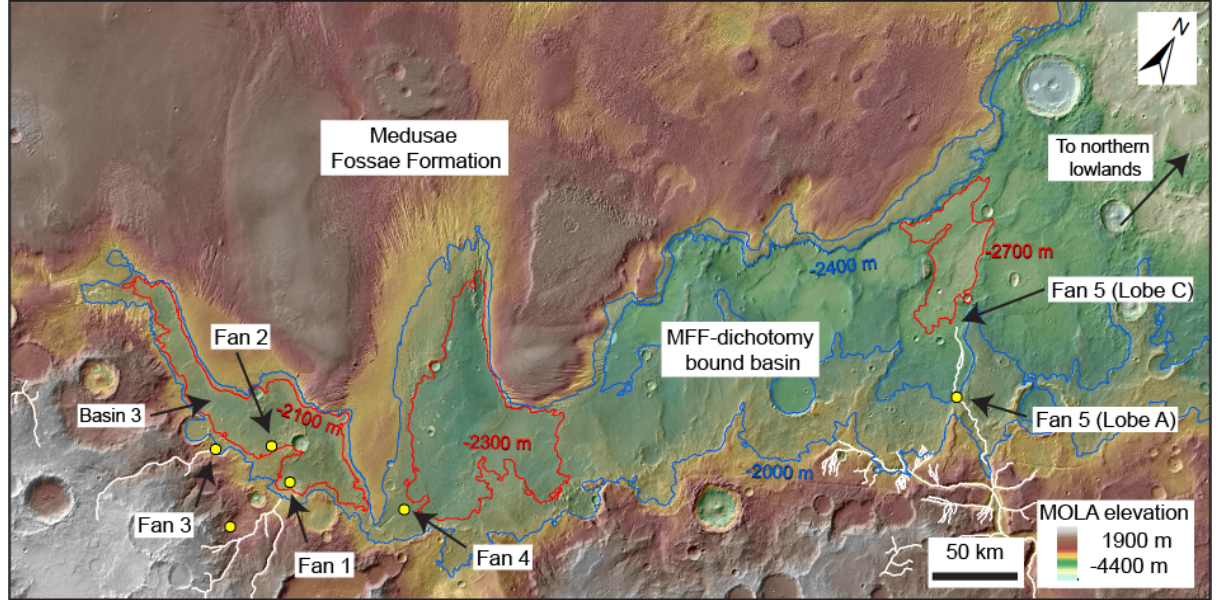 N
Medusae
Fossae Formation
To northern
lowlands
-2700 m
-2400 m
Fan 5 (Lobe C)
Fan 2
MFF-dichotomy
bound basin
Basin 3
-2100 m
Fan 5 (Lobe A)
-2300 m
-2000 m
Fan 3
MOLA elevation
1900 m
-4400 m
50 km
Fan 1
Fan 4